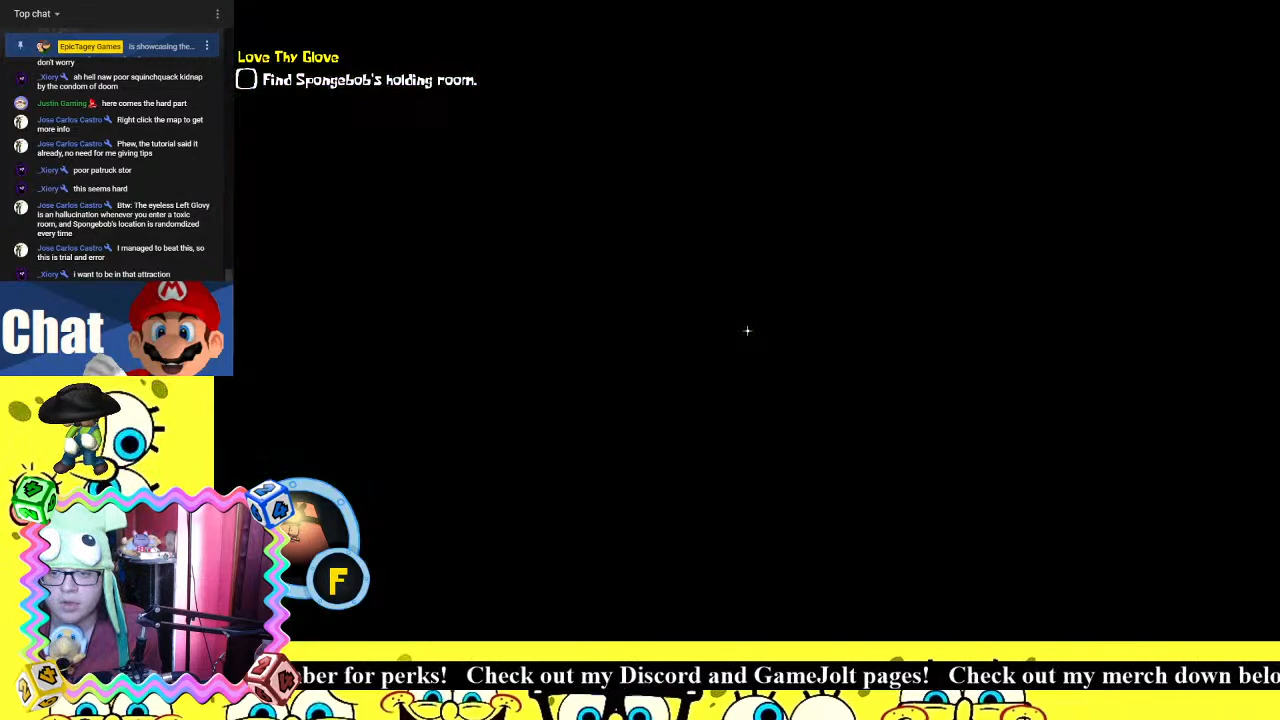 Top chat
EpicTagey Games is showcasing the...
don't worry
_Xiory ah hell naw poor squinchquack kidnap
by the condom of doom
Justin Gaming here comes the hard part
Jose Carlos Castro Right click the map to get
more info
Jose Carlos Castro Phew, the tutorial said it
already, no need for me giving tips
_Xiory poor patruck stor
_Xiory this seems hard
Jose Carlos Castro Btw: The eyeless Left Glovy
is an hallucination whenever you enter a toxic
room, and Spongebob's location is randomdized
every time
Jose Carlos Castro I managed to beat this, so
this is trial and error
_Xiory i want to be in that attraction
Chat
M
Love Thy Glove
Find Spongebob's holding room.
F
ber for perks! Check out my Discord and GameJolt pages! Check out my merch down belo